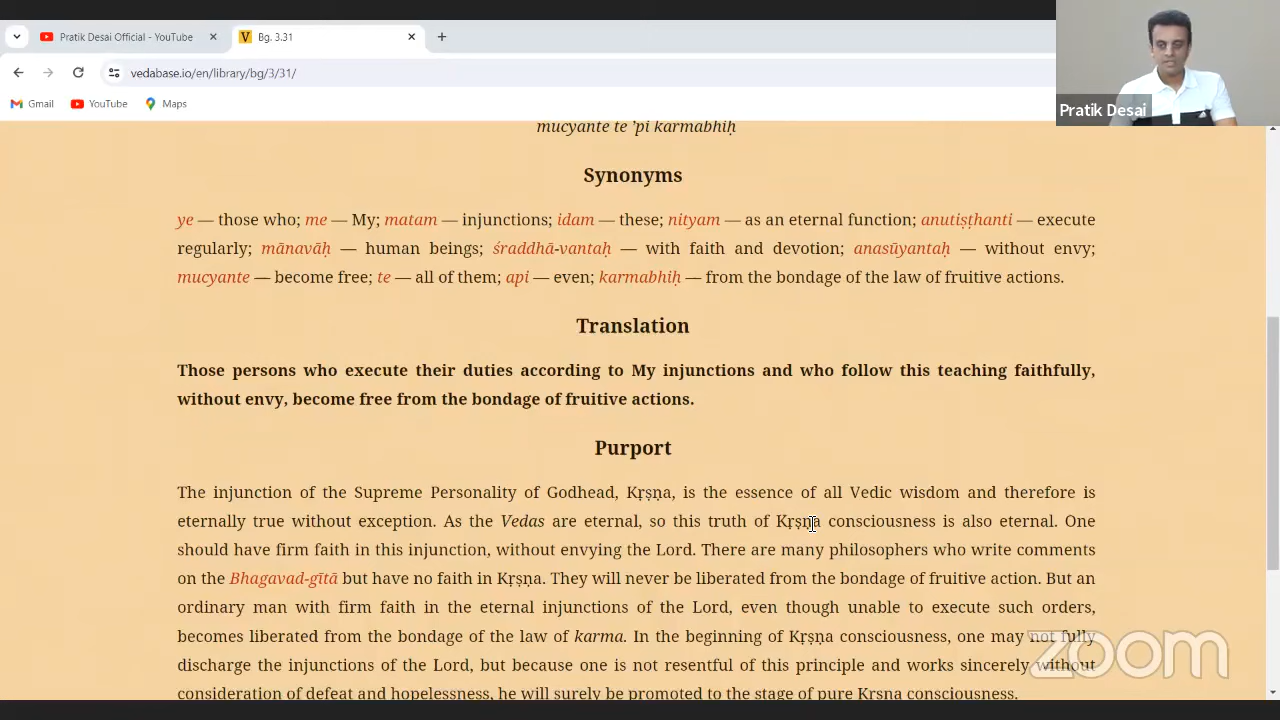 Pratik Desai Official - YouTube
Bg. 3.31
vedabase.io/en/library/bg/3/31/
Gmail YouTube Maps
Pratik Desai
mucyante te ’pi karmabhiḥ
Synonyms
ye — those who; me — My; matam — injunctions; idam — these; nityam — as an eternal function; anutiṣṭhanti — execute
regularly; mānavāḥ — human beings; śraddhā-vantaḥ — with faith and devotion; anasūyantaḥ — without envy;
mucyante — become free; te — all of them; api — even; karmabhiḥ — from the bondage of the law of fruitive actions.
Translation
Those persons who execute their duties according to My injunctions and who follow this teaching faithfully,
without envy, become free from the bondage of fruitive actions.
Purport
The injunction of the Supreme Personality of Godhead, Kṛṣṇa, is the essence of all Vedic wisdom and therefore is
eternally true without exception. As the Vedas are eternal, so this truth of Kṛṣṇa consciousness is also eternal. One
should have firm faith in this injunction, without envying the Lord. There are many philosophers who write comments
on the Bhagavad-gītā but have no faith in Kṛṣṇa. They will never be liberated from the bondage of fruitive action. But an
ordinary man with firm faith in the eternal injunctions of the Lord, even though unable to execute such orders,
becomes liberated from the bondage of the law of karma. In the beginning of Kṛṣṇa consciousness, one may not fully
discharge the injunctions of the Lord, but because one is not resentful of this principle and works sincerely without
consideration of defeat and hopelessness, he will surely be promoted to the stage of pure Kṛṣṇa consciousness.
zoom